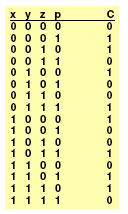 x y z p C
0 0 0 0 0
0 0 0 1 1
0 0 1 0 1
0 0 1 1 0
0 1 0 0 1
0 1 0 1 0
0 1 1 0 0
0 1 1 1 1
1 0 0 0 1
1 0 0 1 0
1 0 1 0 0
1 0 1 1 1
1 1 0 0 0
1 1 0 1 1
1 1 1 0 1
1 1 1 1 0